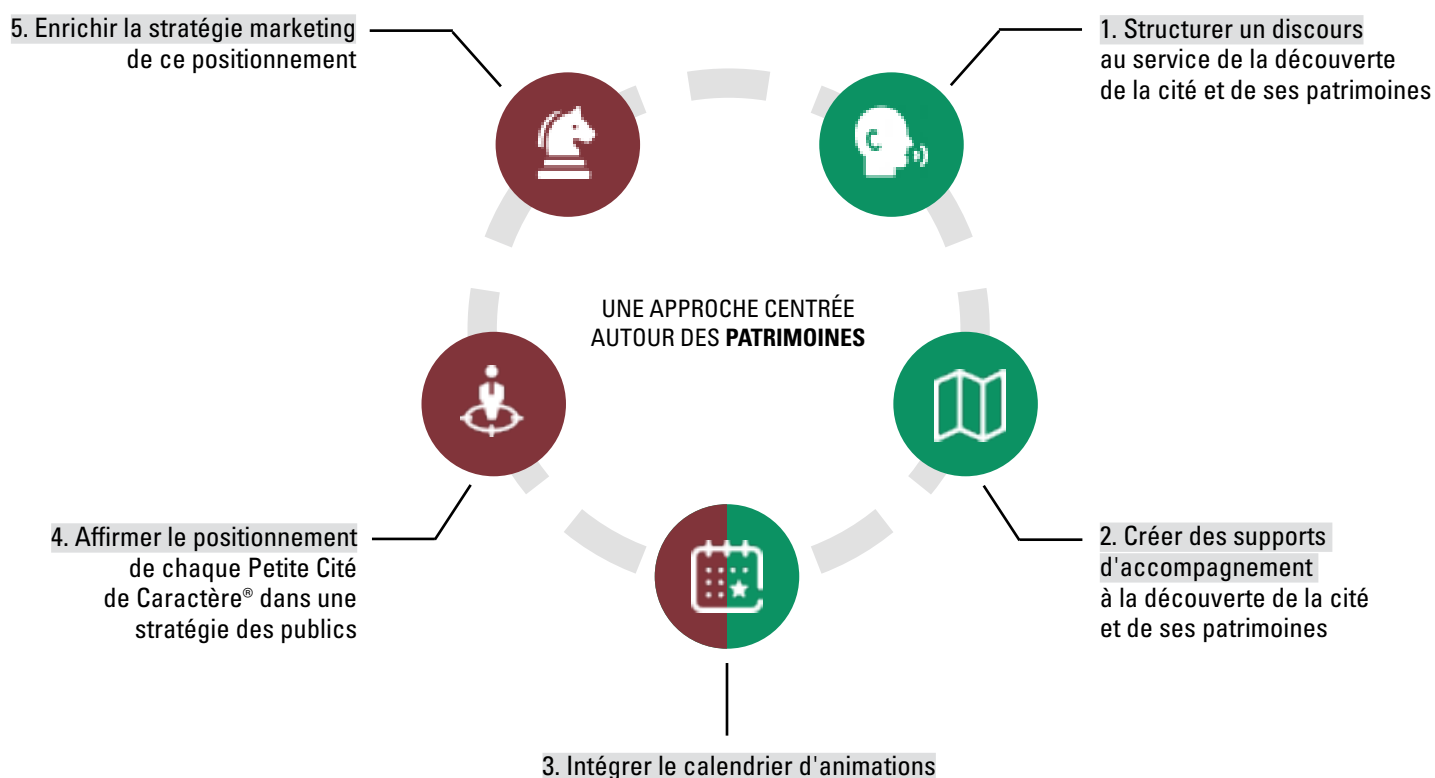 1. Structurer un discours
au service de la découverte
de la cité et de ses patrimoines
2. Créer des supports
d'accompagnement
à la découverte de la cité
et de ses patrimoines
3. Intégrer le calendrier d'animations
4. Affirmer le positionnement
de chaque Petite Cité
de Caractère® dans une
stratégie des publics
5. Enrichir la stratégie marketing
de ce positionnement
UNE APPROCHE CENTRÉE
AUTOUR DES PATRIMOINES